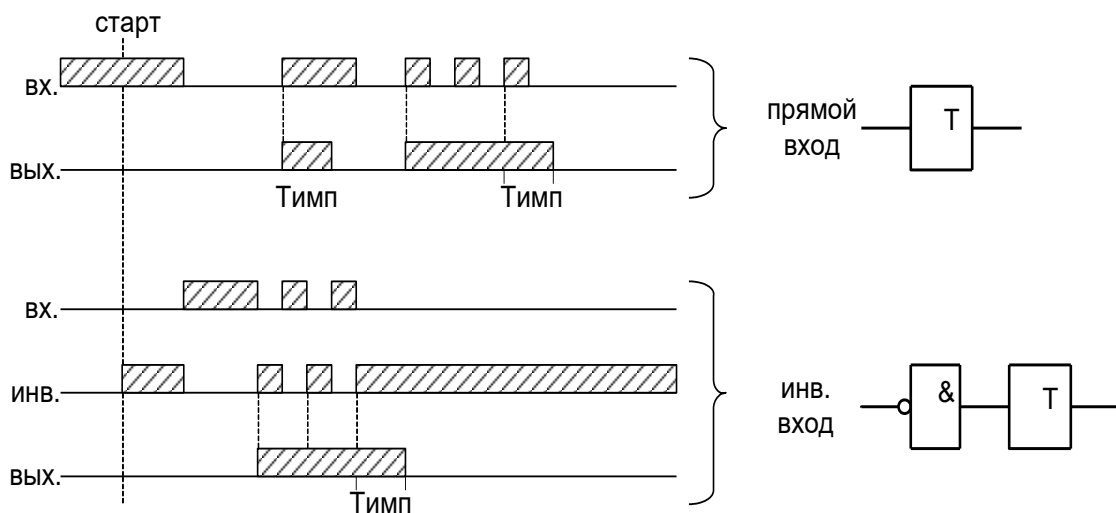 старт
вх.
вых.
Тимп
Тимп
прямой
вход
T
вх.
инв.
вых.
Тимп
инв.
вход
&
T